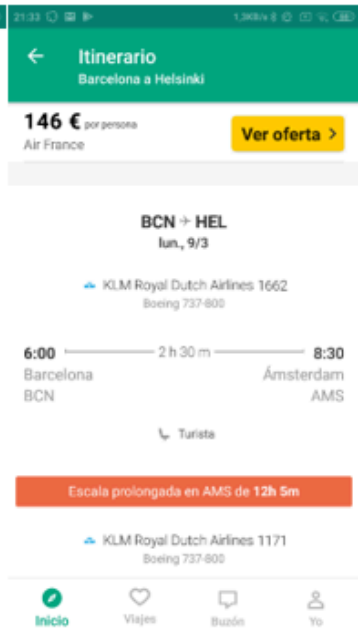 21:33
Itinerario
Barcelona a Helsinki
146 € por persona
Air France
Ver oferta >
BCN → HEL
lun., 9/3
KLM Royal Dutch Airlines 1662
Boeing 737-800
6:00 2 h 30 m 8:30
Barcelona Ámsterdam
BCN AMS
Turista
Escala prolongada en AMS de 12h 5m
KLM Royal Dutch Airlines 1171
Boeing 737-800
Inicio Viajes Buzón Yo